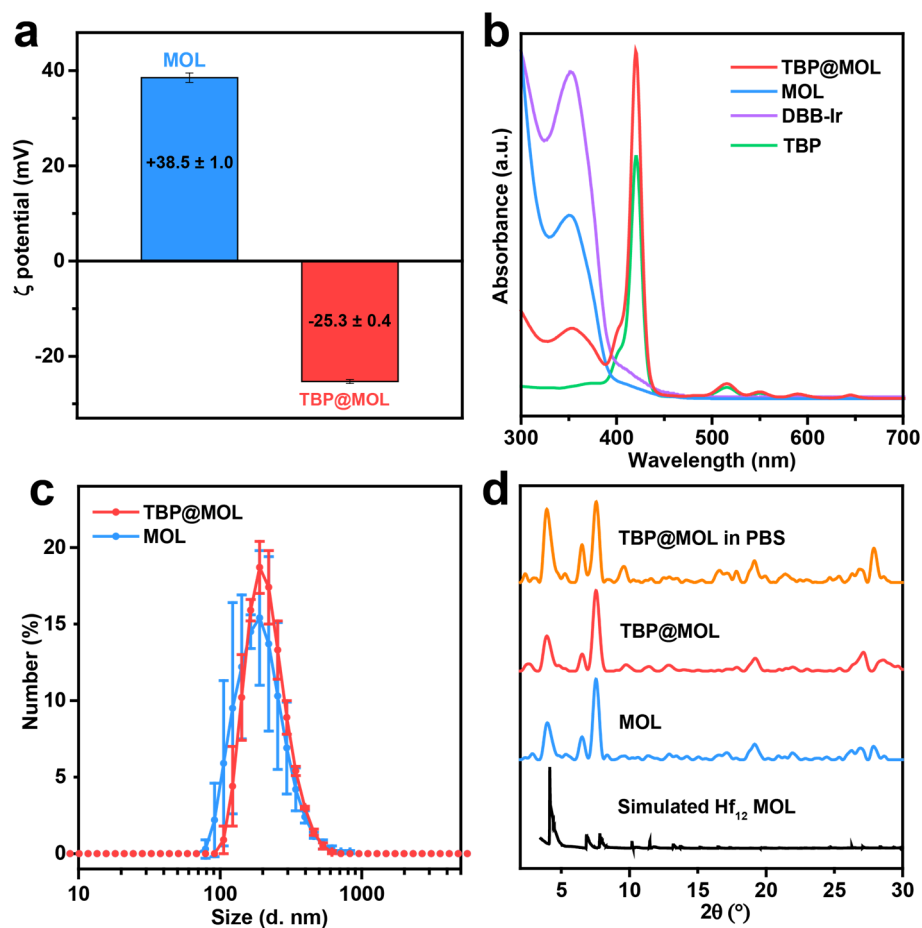 a
MOL
40
20
0
-20
ζ potential (mV)
+38.5 ± 1.0
-25.3 ± 0.4
TBP@MOL
b
TBP@MOL
MOL
DBB-Ir
TBP
Absorbance (a.u.)
300 400 500 600 700
Wavelength (nm)
c
TBP@MOL
MOL
20
15
10
5
0
Number (%)
10 100 1000
Size (d. nm)
d
TBP@MOL in PBS
TBP@MOL
MOL
Simulated Hf₁₂ MOL
5 10 15 20 25 30
2θ (°)